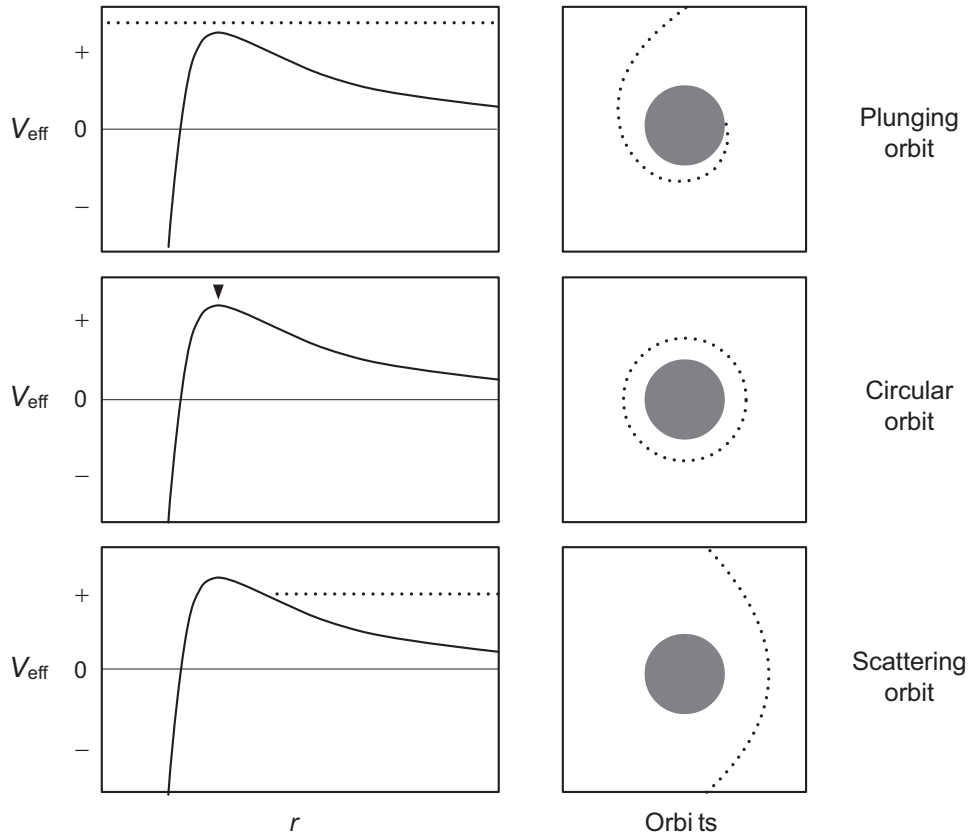 +
V_eff 0
−
Plunging
orbit
+
V_eff 0
−
Circular
orbit
+
V_eff 0
−
Scattering
orbit
r
Orbi ts